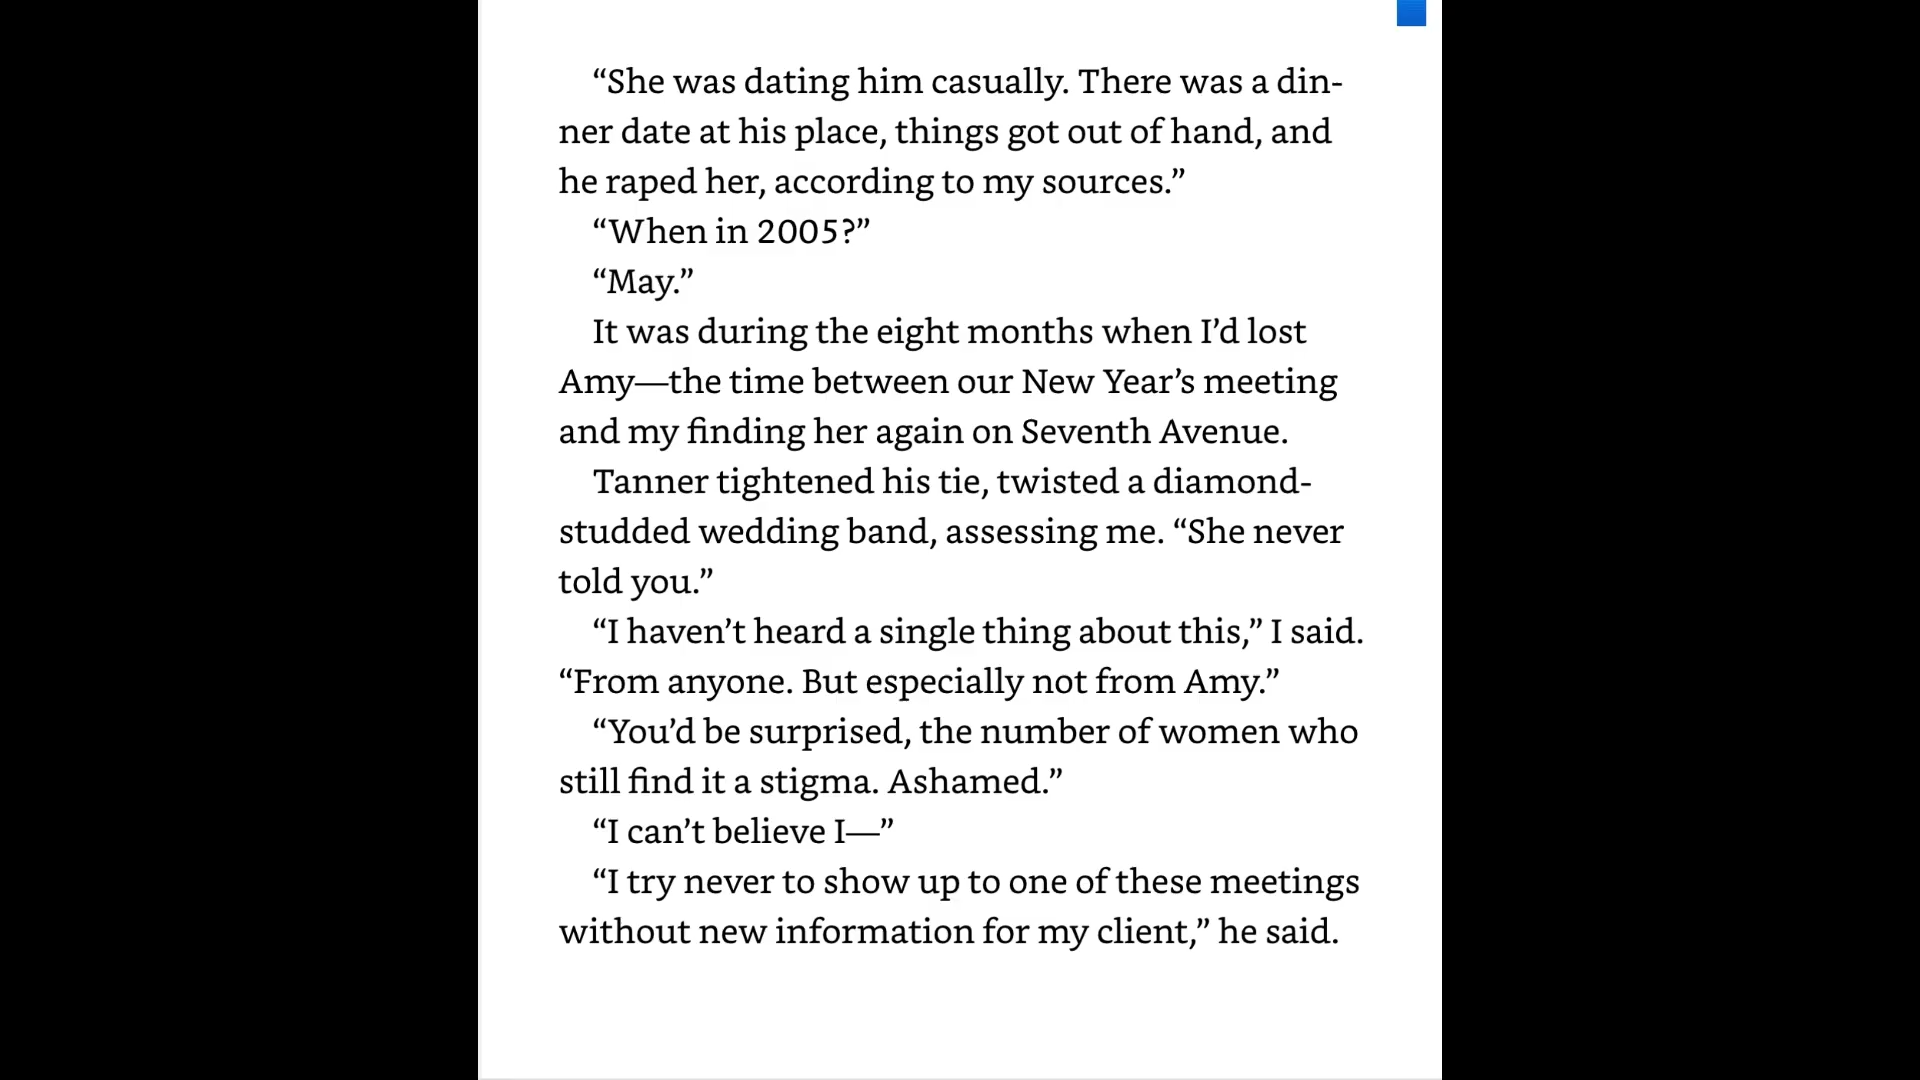 “She was dating him casually. There was a din-
ner date at his place, things got out of hand, and
he raped her, according to my sources.”
“When in 2005?”
“May.”
It was during the eight months when I’d lost
Amy—the time between our New Year’s meeting
and my finding her again on Seventh Avenue.
Tanner tightened his tie, twisted a diamond-
studded wedding band, assessing me. “She never
told you.”
“I haven’t heard a single thing about this,” I said.
“From anyone. But especially not from Amy.”
“You’d be surprised, the number of women who
still find it a stigma. Ashamed.”
“I can’t believe I—”
“I try never to show up to one of these meetings
without new information for my client,” he said.